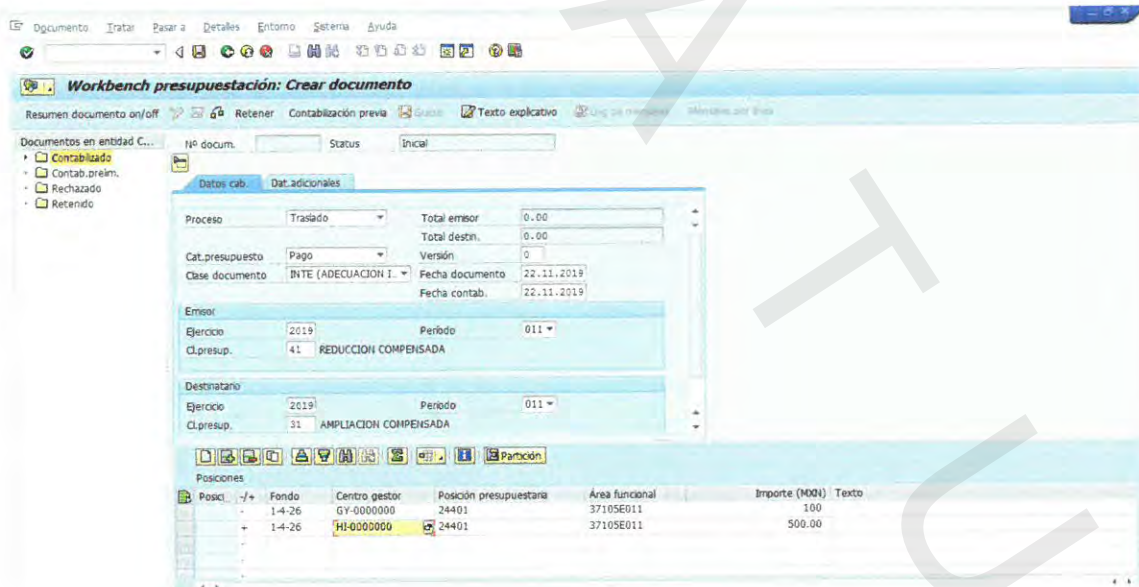 Documento Tratar Pasar a Detalles Entorno Sistema Ayuda
Workbench presupuestación: Crear documento
Resumen documento on/off Retener Contabilización previa Texto explicativo
Documentos en entidad C...
Contabilizado
Contab.preim.
Rechazado
Retenido
Nº docum. Status Inicial
Datos cab. Dat.adicionales
Proceso Traslado Total emisor 0.00
Total destin. 0.00
Cat.presupuesto Pago Versión 0
Clase documento INTE (ADECUACION I.. Fecha documento 22.11.2019
Fecha contab. 22.11.2019
Emisor
Ejercicio 2019 Período 011
Cl.presup. 41 REDUCCION COMPENSADA
Destinatario
Ejercicio 2019 Período 011
Cl.presup. 31 AMPLIACION COMPENSADA
Partición
Posiciones
Posici.. -/+ Fondo Centro gestor Posición presupuestaria Área funcional Importe (MXN) Texto
- 1-4-26 GY-0000000 24401 37105E011 100
+ 1-4-26 HI-0000000 24401 37105E011 500.00
A
T
U